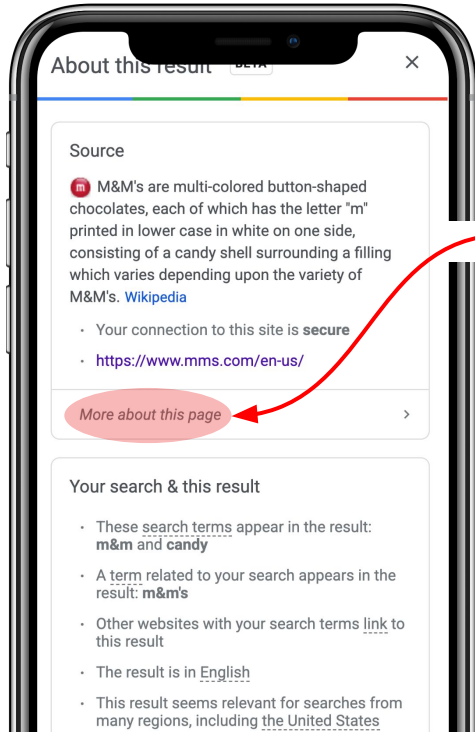 About this result BETA
Source
m M&M's are multi-colored button-shaped
chocolates, each of which has the letter "m"
printed in lower case in white on one side,
consisting of a candy shell surrounding a filling
which varies depending upon the variety of
M&M's. Wikipedia
· Your connection to this site is secure
· https://www.mms.com/en-us/
More about this page
Your search & this result
· These search terms appear in the result:
m&m and candy
· A term related to your search appears in the
result: m&m's
· Other websites with your search terms link to
this result
· The result is in English
· This result seems relevant for searches from
many regions, including the United States